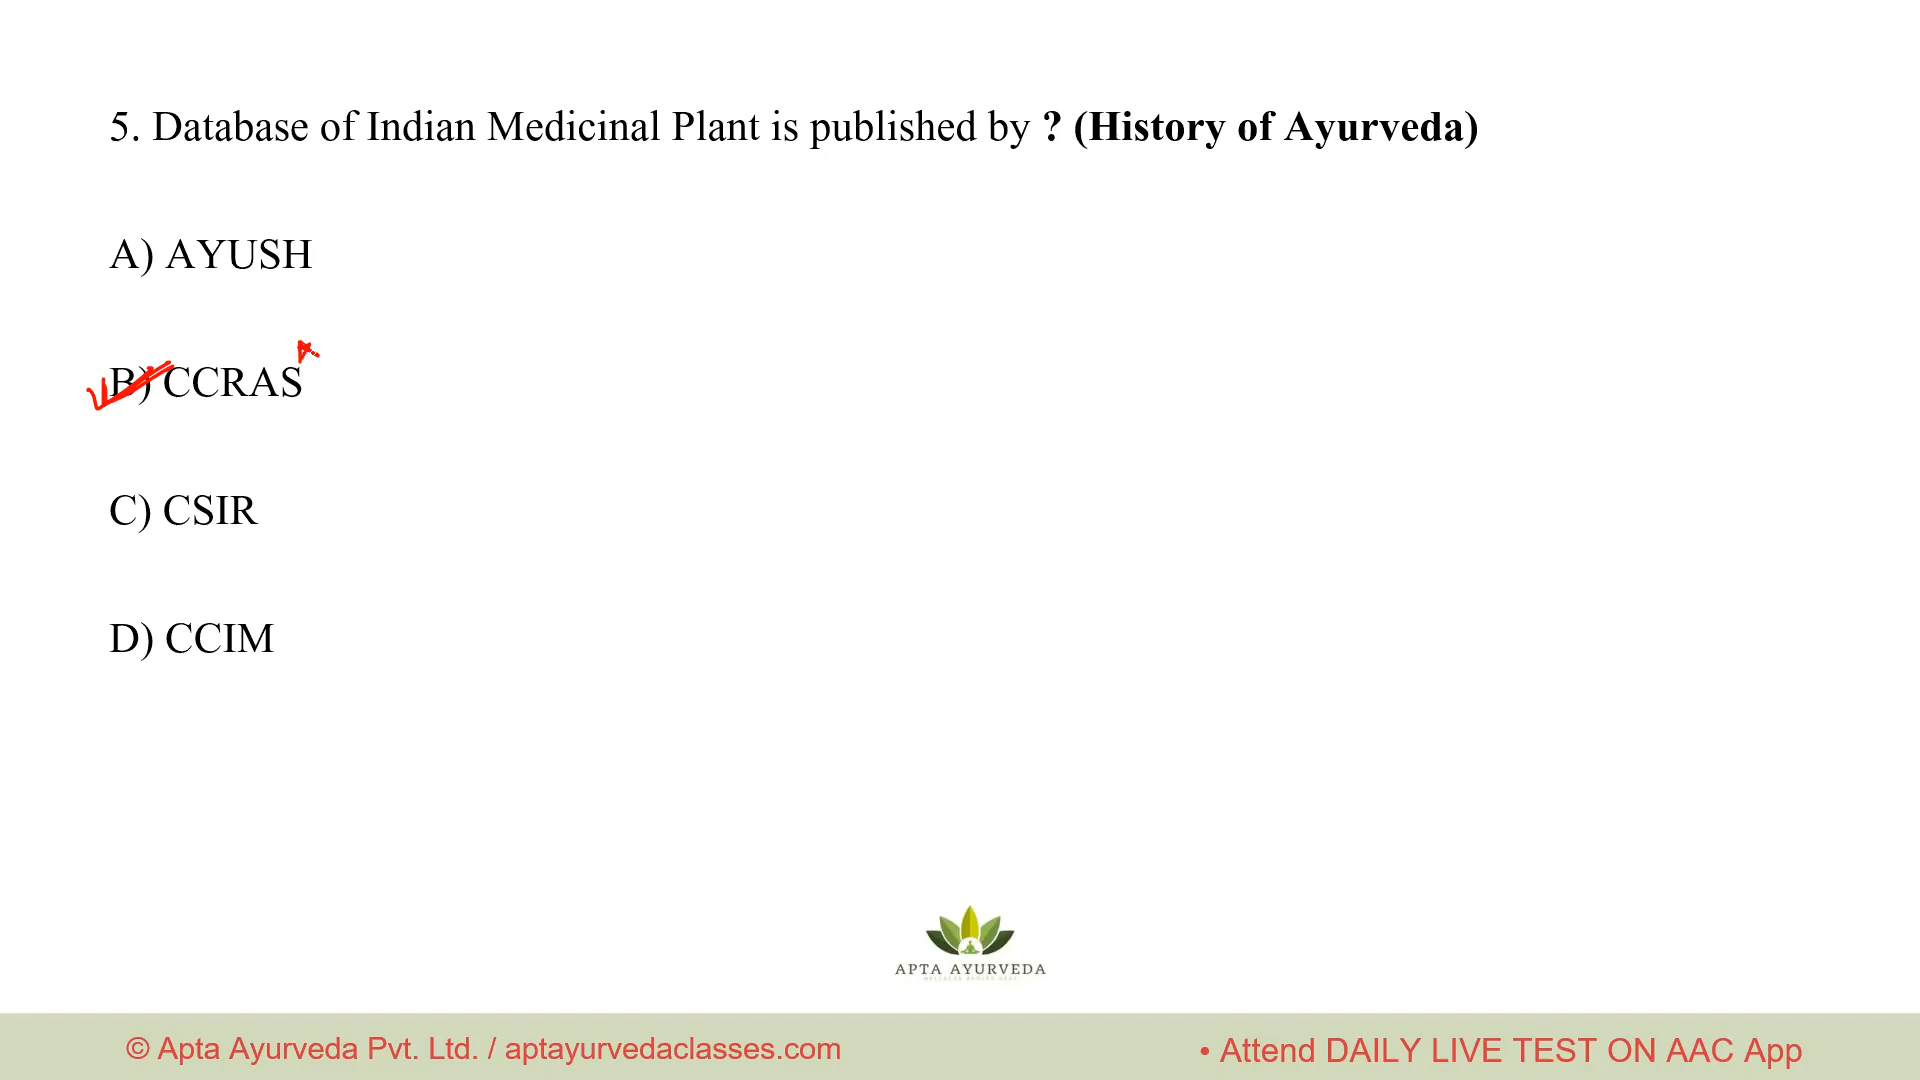 5. Database of Indian Medicinal Plant is published by ? (History of Ayurveda)
A) AYUSH
B) CCRAS
C) CSIR
D) CCIM
APTA AYURVEDA
© Apta Ayurveda Pvt. Ltd. / aptayurvedaclasses.com
• Attend DAILY LIVE TEST ON AAC App